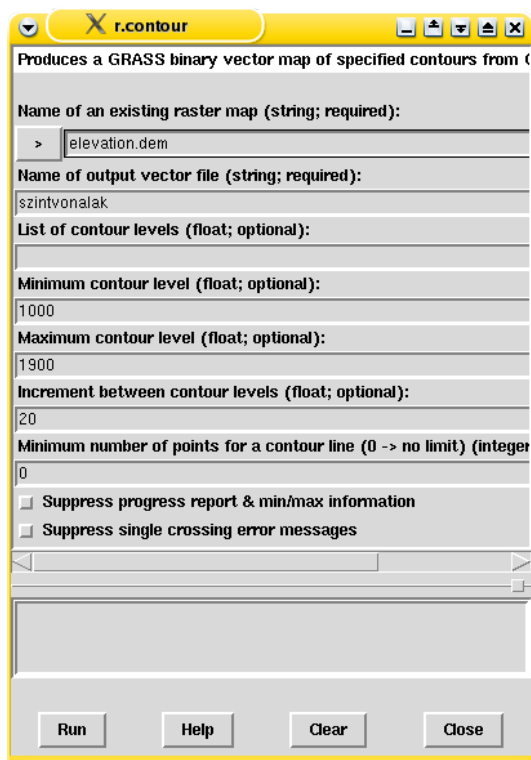 r.contour
Produces a GRASS binary vector map of specified contours from
Name of an existing raster map (string; required):
> elevation.dem
Name of output vector file (string; required):
szintvonalak
List of contour levels (float; optional):
Minimum contour level (float; optional):
1000
Maximum contour level (float; optional):
1900
Increment between contour levels (float; optional):
20
Minimum number of points for a contour line (0 -> no limit) (integer
0
Suppress progress report & min/max information
Suppress single crossing error messages
Run Help Clear Close